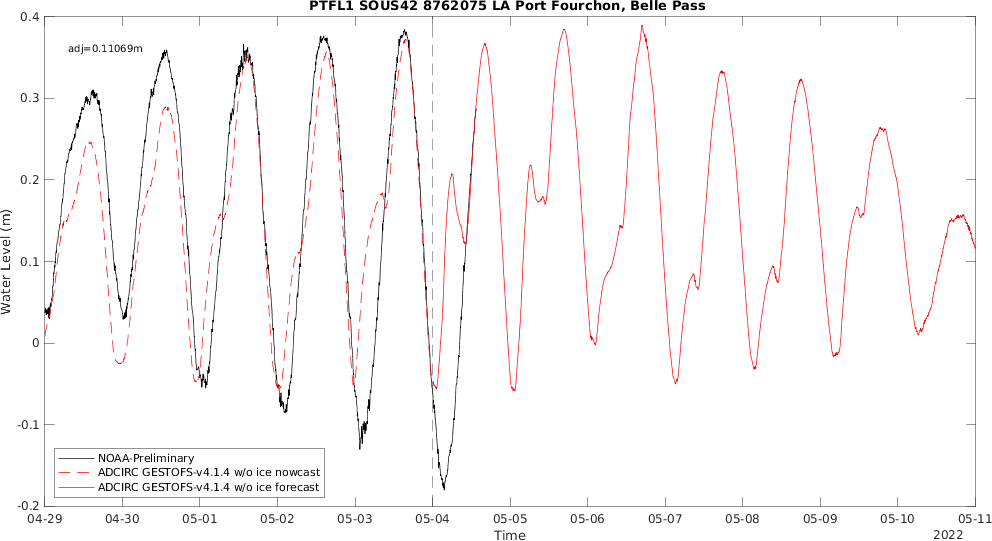 PTFL1 SOUS42 8762075 LA Port Fourchon, Belle Pass
adj=0.11069m
0.4
0.3
0.2
0.1
0
-0.1
-0.2
Water Level (m)
NOAA-Preliminary
ADCIRC GESTOFS-v4.1.4 w/o ice nowcast
ADCIRC GESTOFS-v4.1.4 w/o ice forecast
04-29 04-30 05-01 05-02 05-03 05-04 05-05 05-06 05-07 05-08 05-09 05-10 05-11
Time
2022